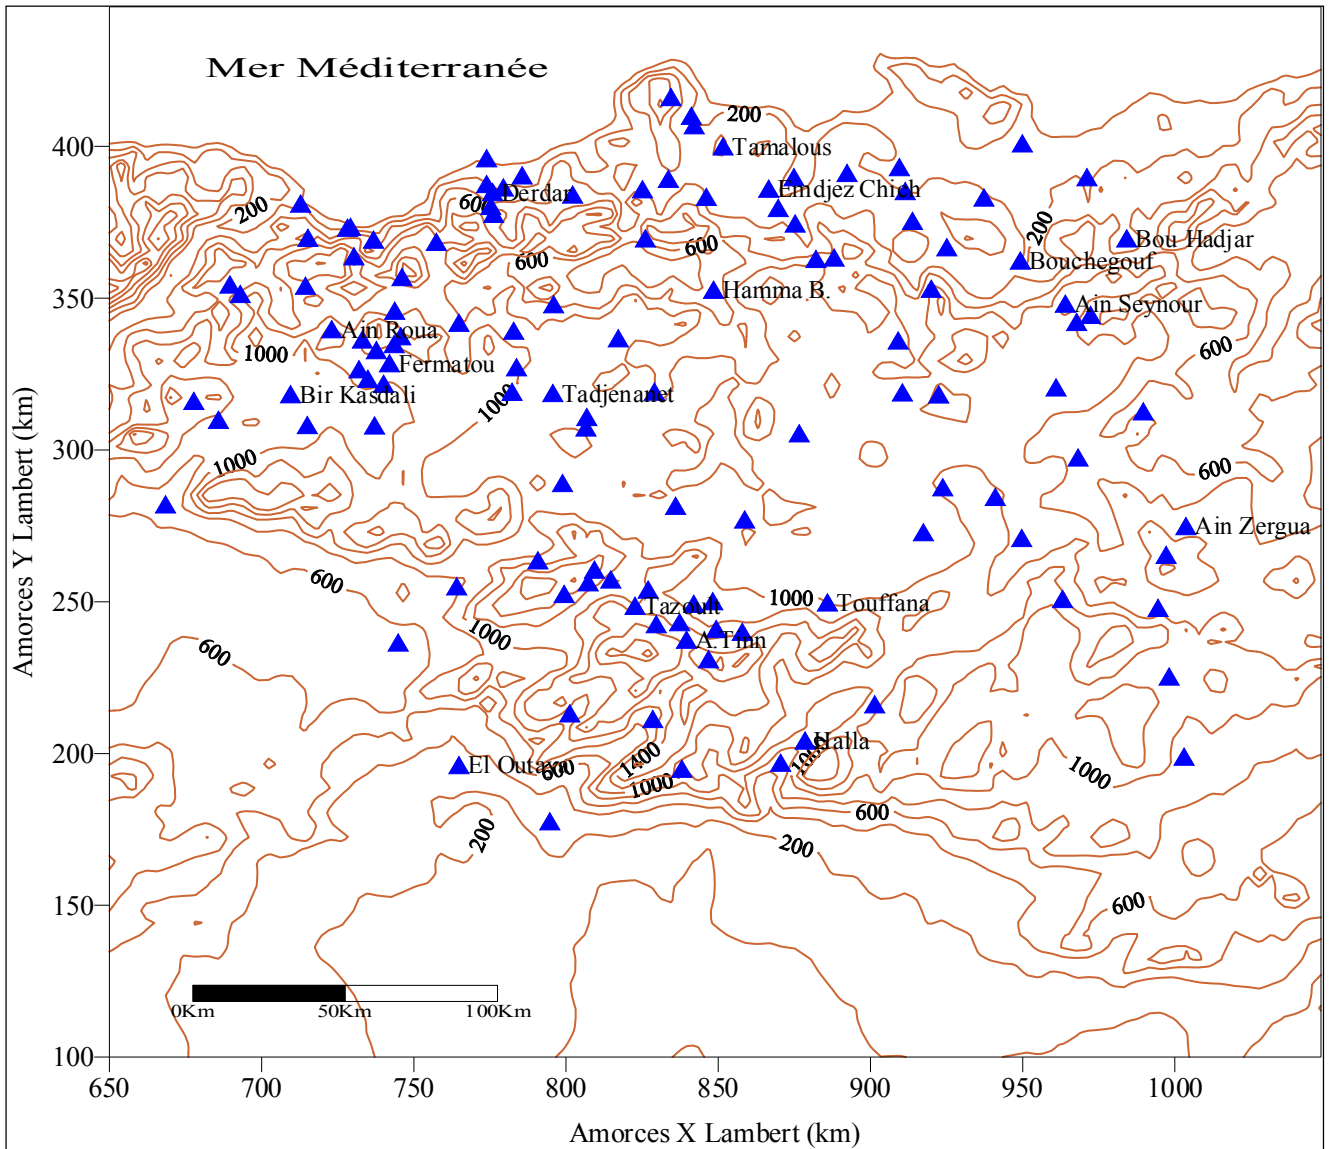 Mer Méditerranée
200
400
Tamalous
Emdjez Chich
Derdar
600
200
200
Bou Hadjar
600
600
Bouchegouf
350
Hamma B.
Ain Seynour
Ain Roua
1000
600
Fermatou
Bir Kasdali
1000
Tadjenanet
300
1000
600
Ain Zergua
600
250
1000
Touffana
Tazoult
1000
A.Tinn
600
200
Halla
1000
1400
El Outaya
600
1000
1000
600
200
200
150
600
0Km
50Km
100Km
100
650
700
750
800
850
900
950
1000
Amorces X Lambert (km)
Amorces Y Lambert (km)